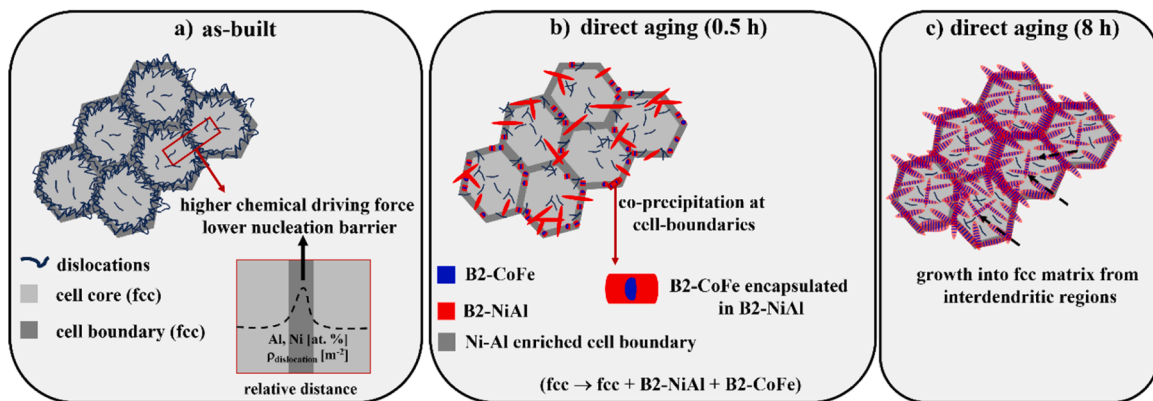 a) as-built
higher chemical driving force
lower nucleation barrier
dislocations
cell core (fcc)
cell boundary (fcc)
Al, Ni [at. %]
ρdislocation [m-2]
relative distance
b) direct aging (0.5 h)
co-precipitation at
cell-boundarics
B2-CoFe
B2-NiAl
Ni-Al enriched cell boundary
B2-CoFe encapsulated
in B2-NiAl
(fcc → fcc + B2-NiAl + B2-CoFe)
c) direct aging (8 h)
growth into fcc matrix from
interdendritic regions